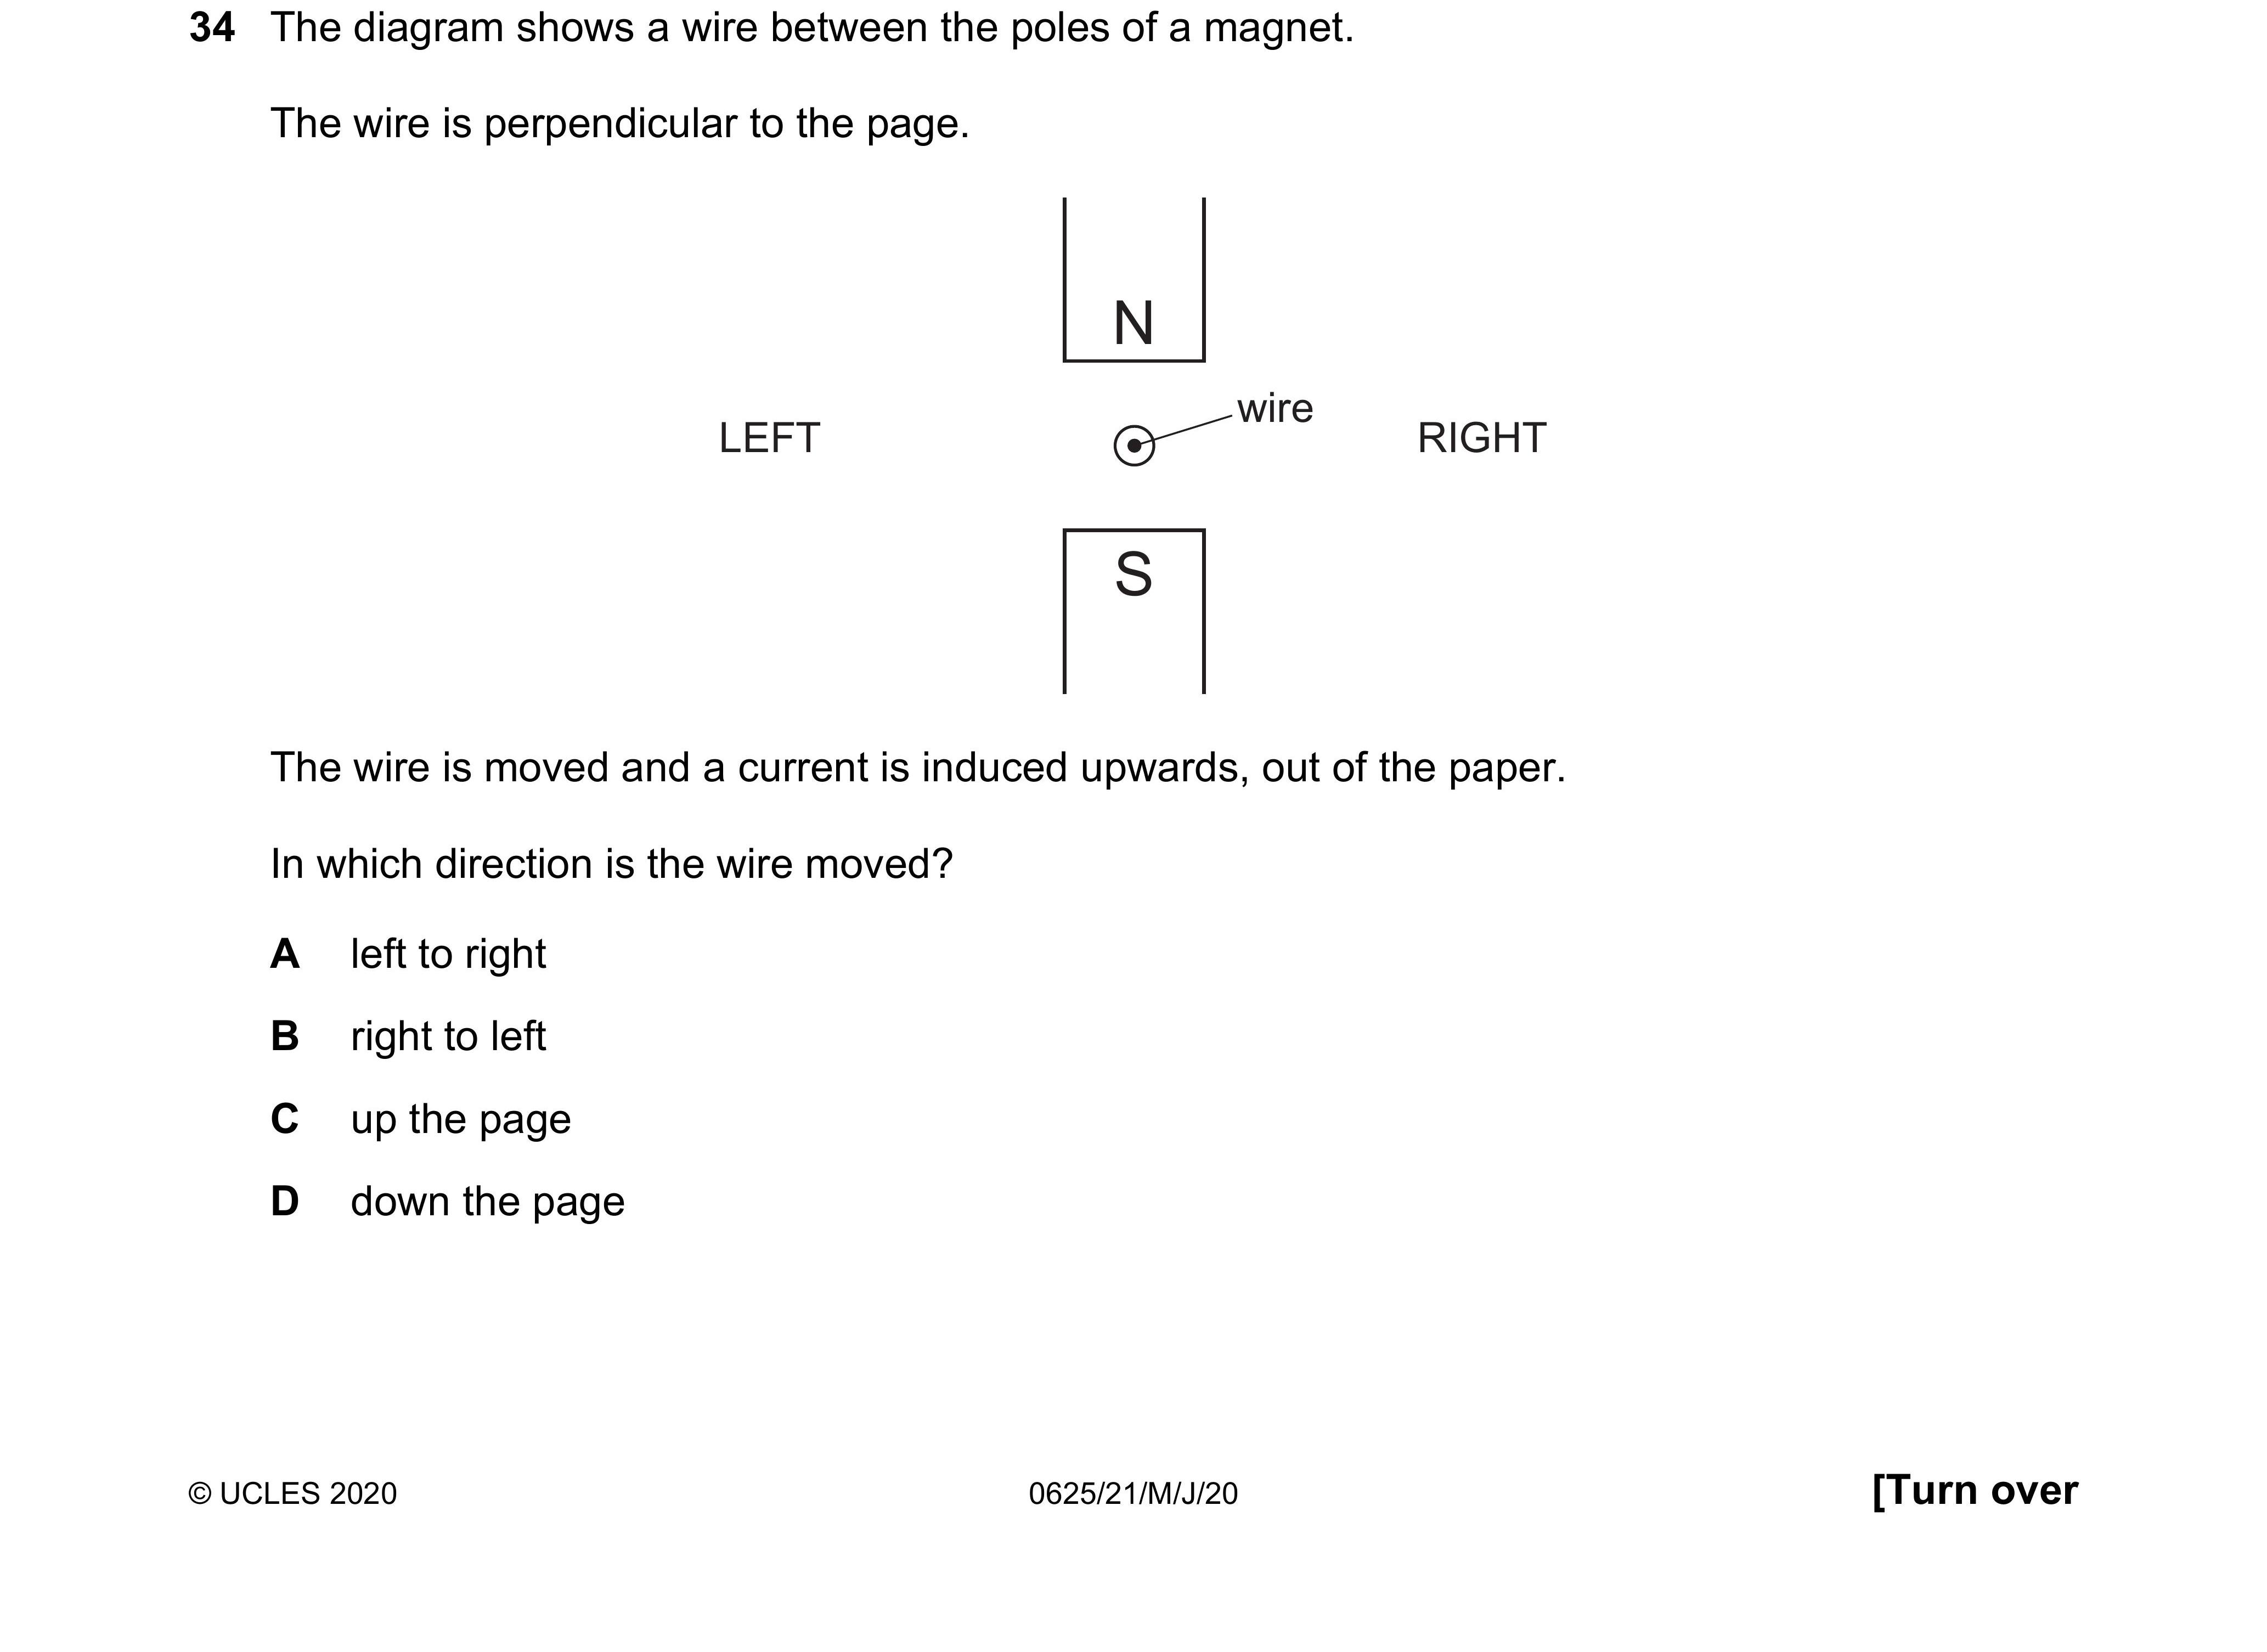 34 The diagram shows a wire between the poles of a magnet.
The wire is perpendicular to the page.
N
wire
LEFT
RIGHT
S
The wire is moved and a current is induced upwards, out of the paper.
In which direction is the wire moved?
A left to right
B right to left
C up the page
D down the page
© UCLES 2020
0625/21/M/J/20
[Turn over